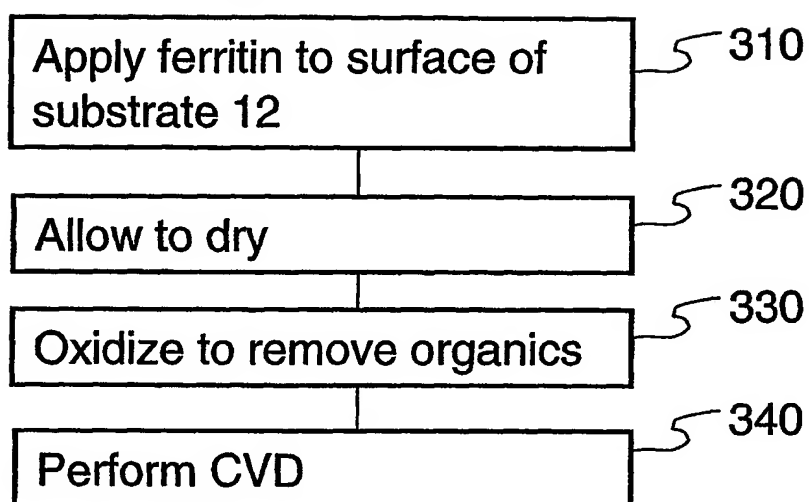 Apply ferritin to surface of
substrate 12
310
Allow to dry
320
Oxidize to remove organics
330
Perform CVD
340